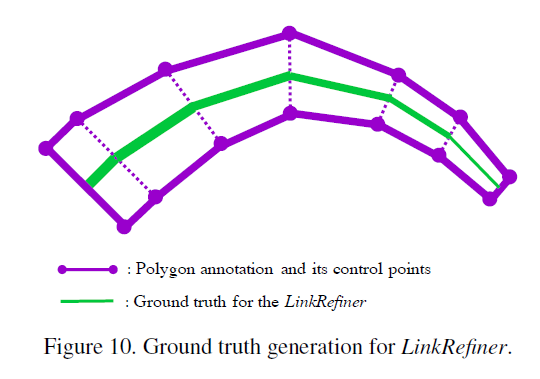 : Polygon annotation and its control points
: Ground truth for the LinkRefiner
Figure 10. Ground truth generation for LinkRefiner.